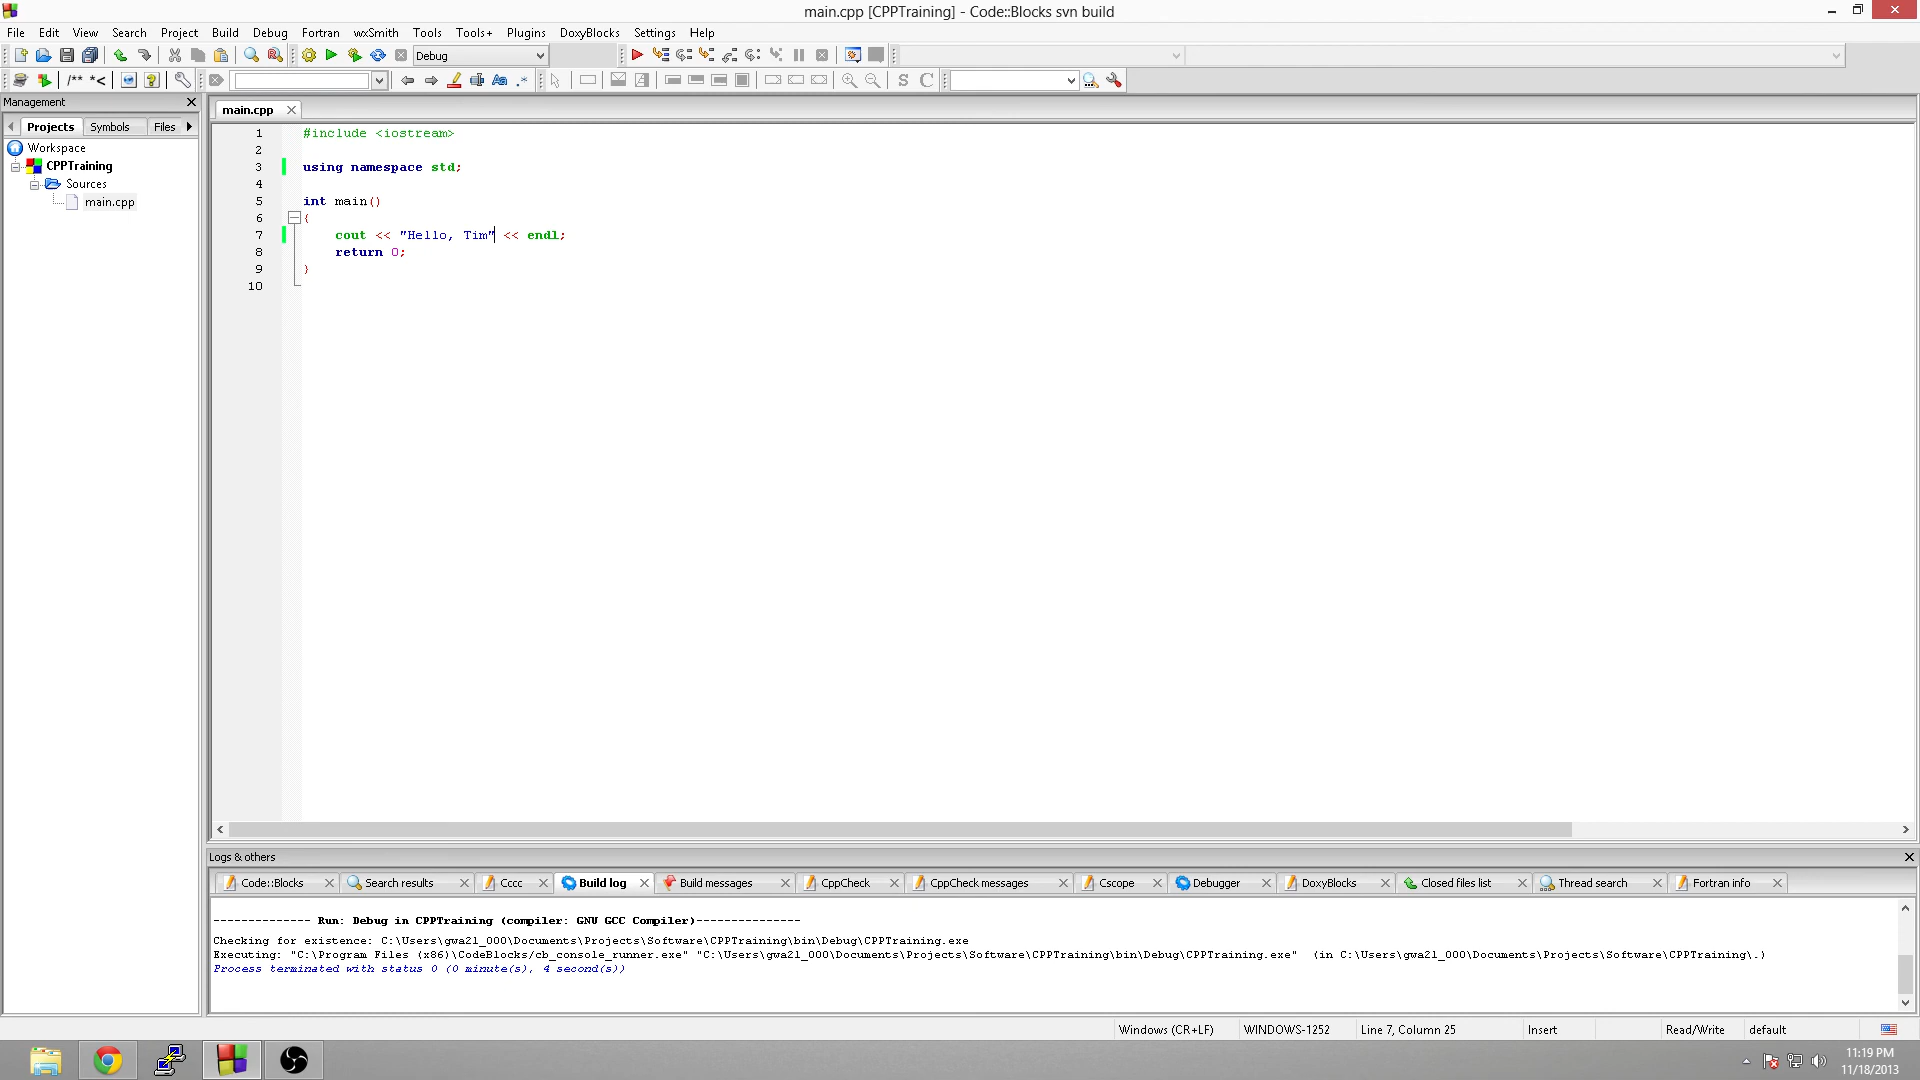 main.cpp [CPPTraining] - Code::Blocks svn build
File Edit View Search Project Build Debug Fortran wxSmith Tools Tools+ Plugins DoxyBlocks Settings Help
Debug
/** *<
Aa .*
S C
Management
main.cpp
Projects Symbols Files
Workspace
CPPTraining
Sources
main.cpp
1 #include <iostream>
2
3 using namespace std;
4
5 int main()
6 {
7 cout << "Hello, Tim" << endl;
8 return 0;
9 }
10
Logs & others
Code::Blocks Search results Cccc Build log Build messages CppCheck CppCheck messages Cscope Debugger DoxyBlocks Closed files list Thread search Fortran info
-------------- Run: Debug in CPPTraining (compiler: GNU GCC Compiler)---------------
Checking for existence: C:\Users\gwa2l_000\Documents\Projects\Software\CPPTraining\bin\Debug\CPPTraining.exe
Executing: "C:\Program Files (x86)\CodeBlocks/cb_console_runner.exe" "C:\Users\gwa2l_000\Documents\Projects\Software\CPPTraining\bin\Debug\CPPTraining.exe"  (in C:\Users\gwa2l_000\Documents\Projects\Software\CPPTraining\.)
Process terminated with status 0 (0 minute(s), 4 second(s))
Windows (CR+LF) WINDOWS-1252 Line 7, Column 25 Insert Read/Write default
11:19 PM
11/18/2013